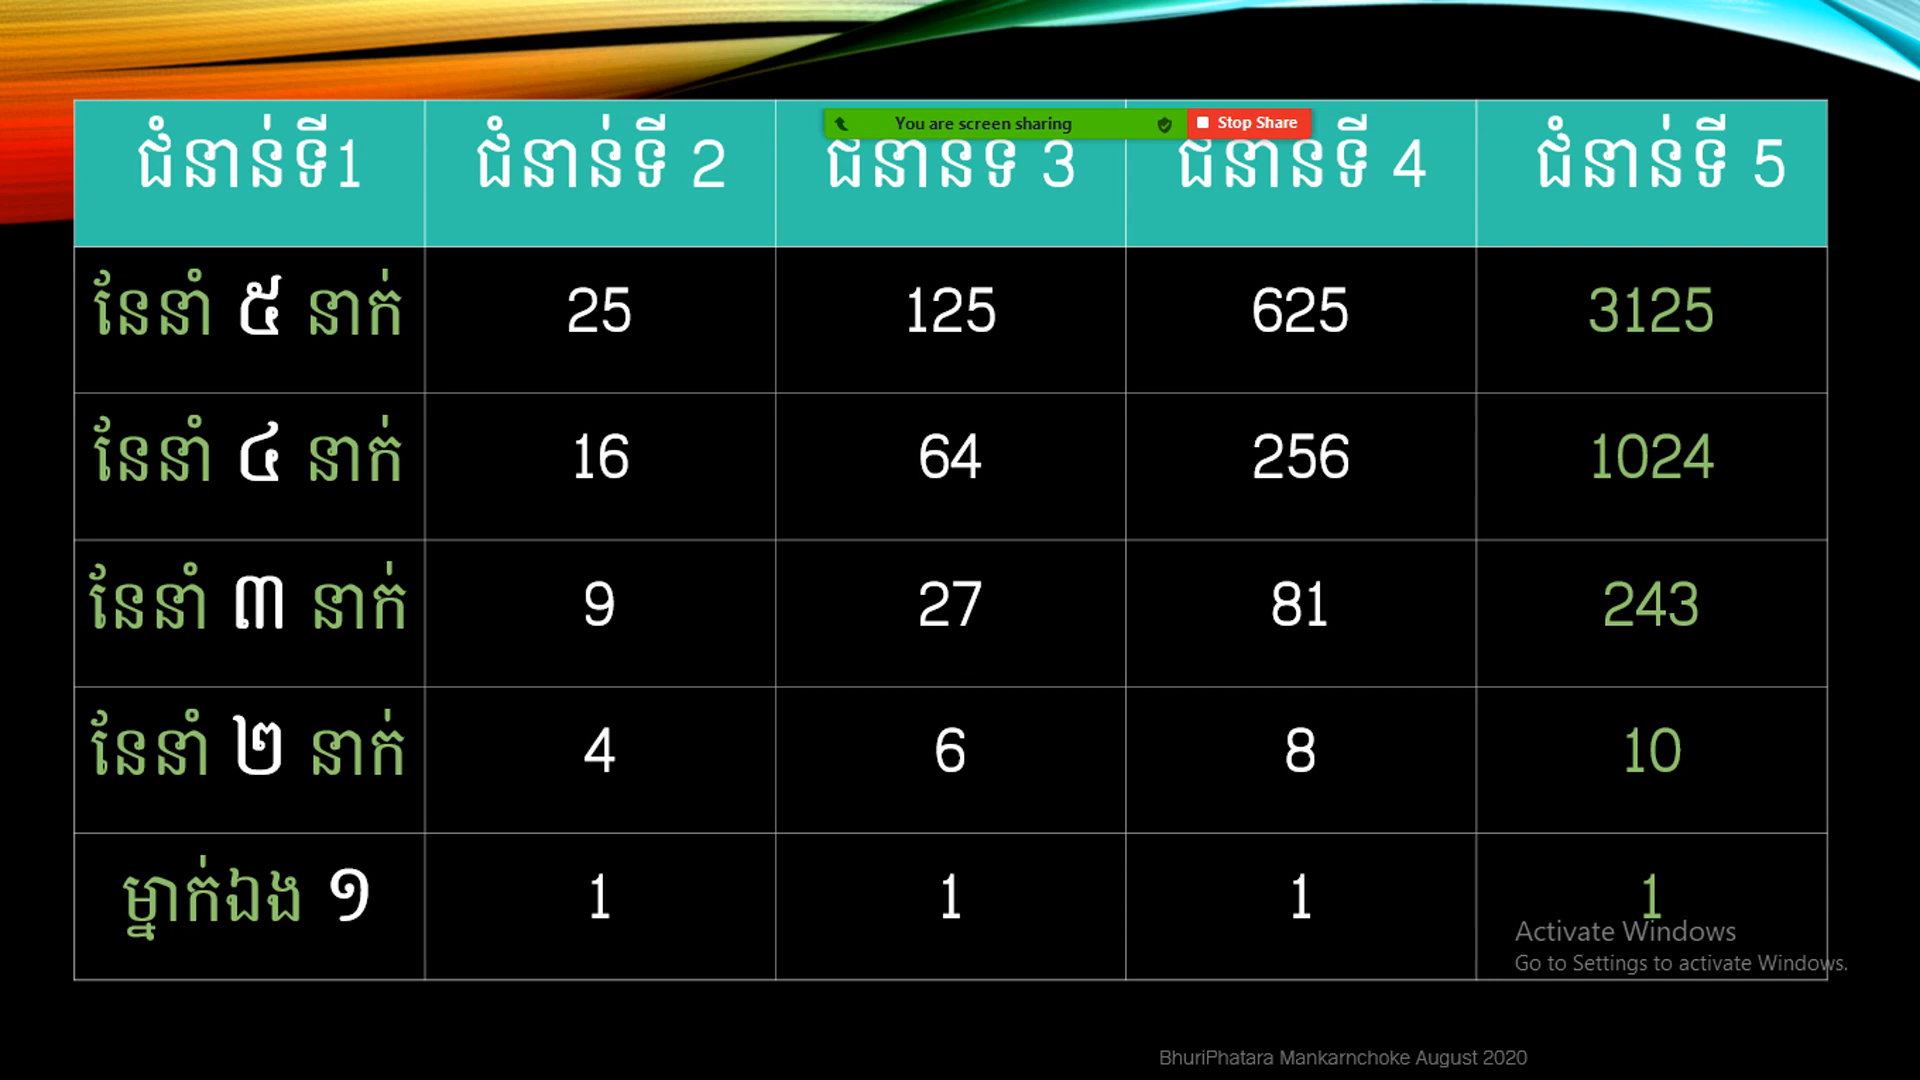 You are screen sharing Stop Share
ជំនាន់ទី1 ជំនាន់ទី 2 ជំនាន់ទី 3 ជំនាន់ទី 4 ជំនាន់ទី 5
នែនាំ ៥ នាក់ 25 125 625 3125
នែនាំ ៤ នាក់ 16 64 256 1024
នែនាំ ៣ នាក់ 9 27 81 243
នែនាំ ២ នាក់ 4 6 8 10
ម្នាក់ឯង ១ 1 1 1 1
Activate Windows
Go to Settings to activate Windows.
BhuriPhatara Mankarnchoke August 2020